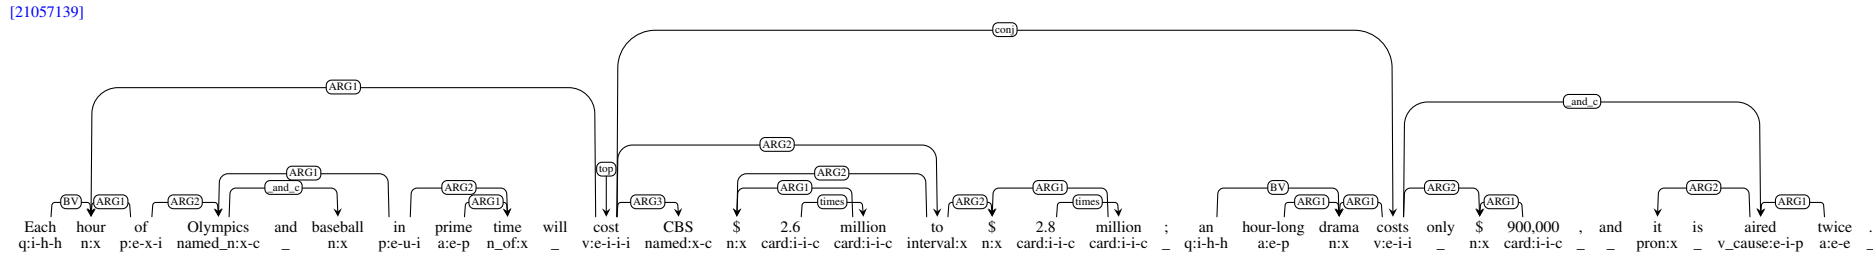 [21057139]
conj
ARG1
_and_c
ARG2
top
ARG1 ARG2
_and_c ARG2 ARG1 ARG1 BV ARG2 ARG2
BV ARG1 ARG2 ARG1 ARG3 times ARG2 times ARG1 ARG1 ARG1 ARG1
Each hour of Olympics and baseball in prime time will cost CBS $ 2.6 million to $ 2.8 million ; an hour-long drama costs only $ 900,000 , and it is aired twice .
q:i-h-h n:x p:e-x-i named_n:x-c _ n:x p:e-u-i a:e-p n_of:x _ v:e-i-i-i named:x-c n:x card:i-i-c card:i-i-c interval:x n:x card:i-i-c card:i-i-c _ q:i-h-h a:e-p n:x v:e-i-i _ n:x card:i-i-c _ _ pron:x _ v_cause:e-i-p a:e-e _